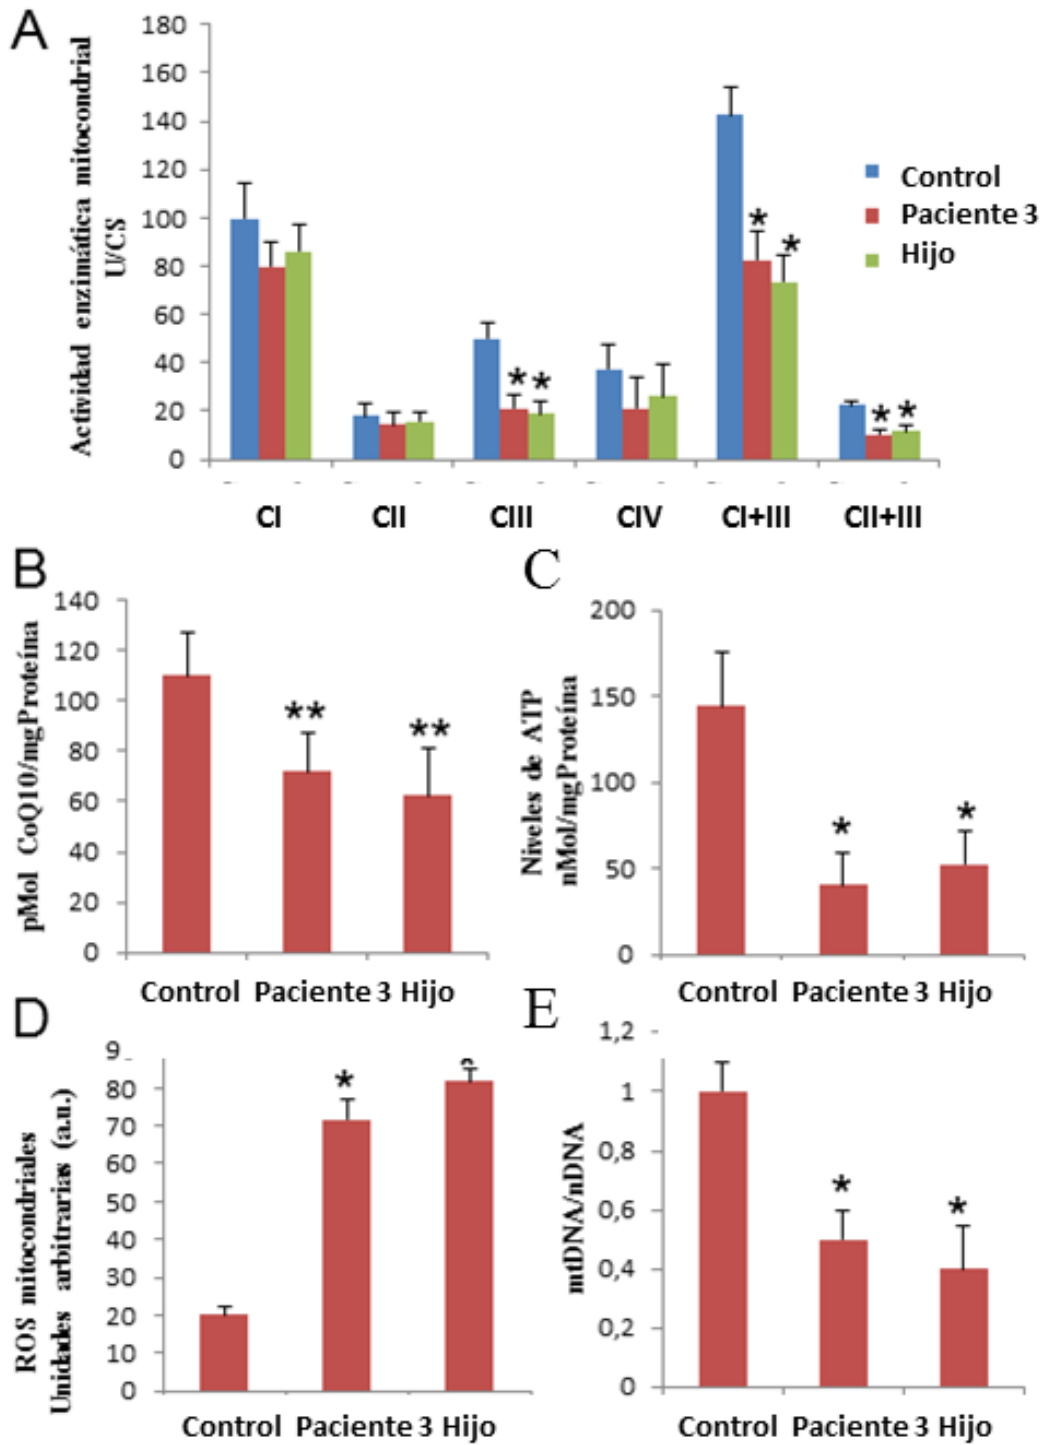 A
Actividad enzimática mitocondrial
U/CS
180
160
140
120
100
80
60
40
20
0
* * * * * *
Control
Paciente 3
Hijo
CI CII CIII CIV CI+III CII+III
B
pMol CoQ10/mgProteína
140
120
100
80
60
40
20
0
** **
Control Paciente 3 Hijo
C
Niveles de ATP
nMol/mgProteína
200
150
100
50
0
* *
Control Paciente 3 Hijo
D
ROS mitocondriales
Unidades arbitrarias (a.u.)
9
80
70
60
50
40
30
20
10
0
*
Control Paciente 3 Hijo
E
mtDNA/nDNA
1,2
1
0,8
0,6
0,4
0,2
0
* *
Control Paciente 3 Hijo